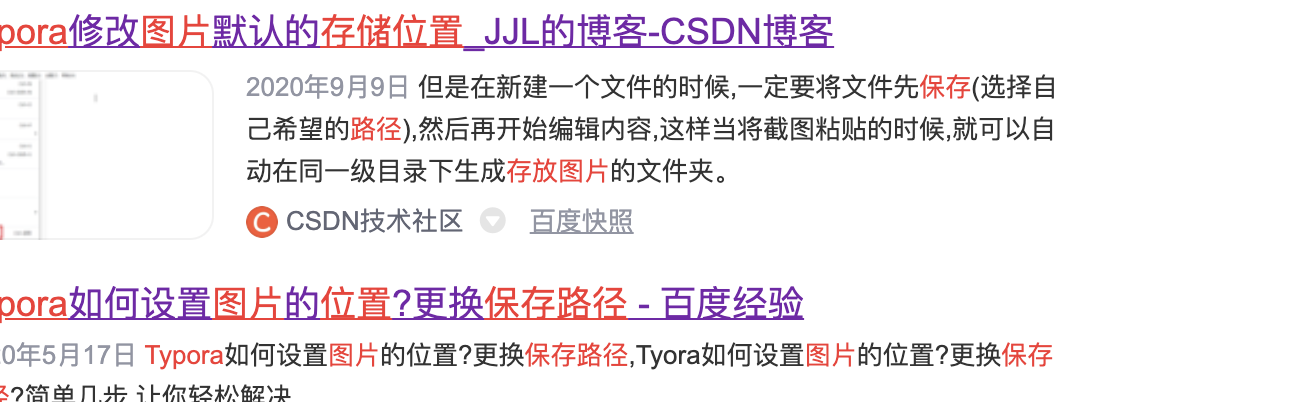 pora修改图片默认的存储位置_JJL的博客-CSDN博客
2020年9月9日 但是在新建一个文件的时候,一定要将文件先保存(选择自
己希望的路径),然后再开始编辑内容,这样当将截图粘贴的时候,就可以自
动在同一级目录下生成存放图片的文件夹。
CSDN技术社区 百度快照
pora如何设置图片的位置?更换保存路径 - 百度经验
0年5月17日 Typora如何设置图片的位置?更换保存路径,Tyora如何设置图片的位置?更换保存
?简单几步,让你轻松解决